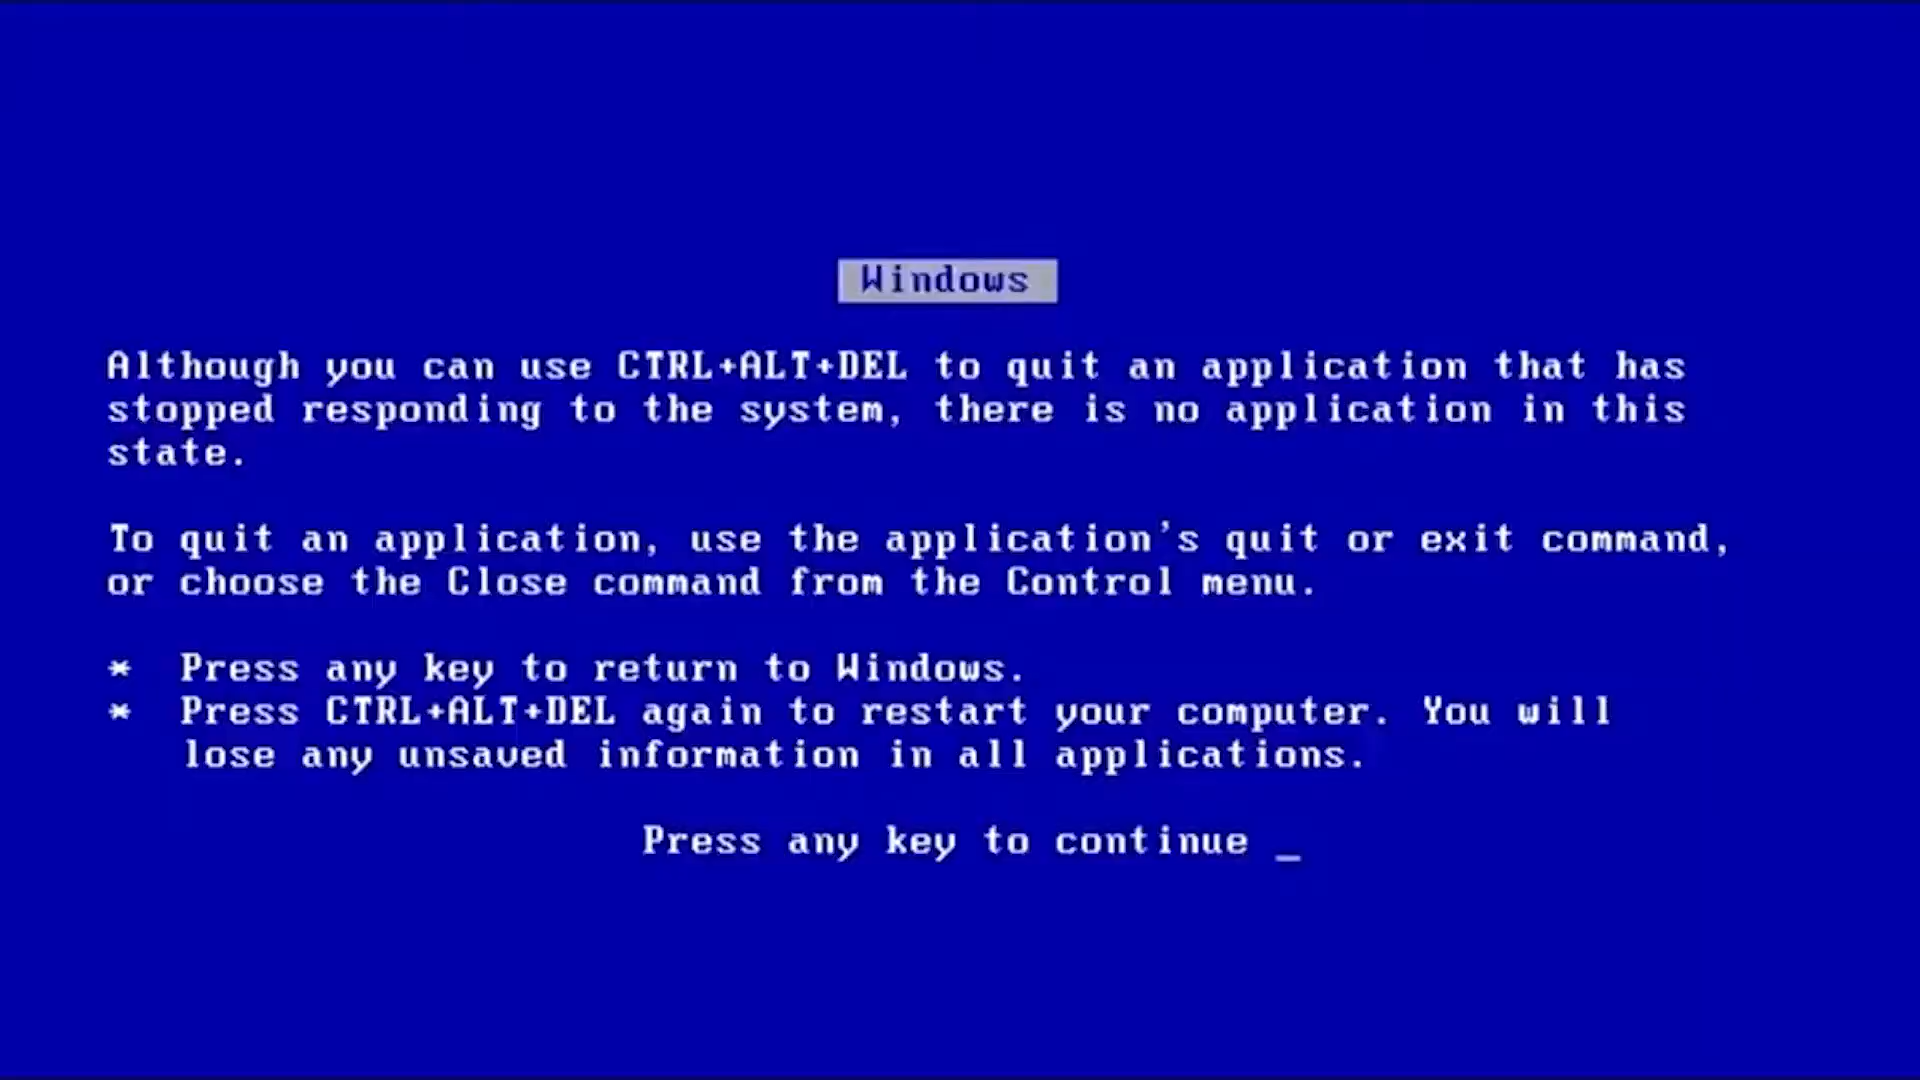 Windows
Although you can use CTRL+ALT+DEL to quit an application that has
stopped responding to the system, there is no application in this
state.
To quit an application, use the application's quit or exit command,
or choose the Close command from the Control menu.
* Press any key to return to Windows.
* Press CTRL+ALT+DEL again to restart your computer. You will
lose any unsaved information in all applications.
Press any key to continue _